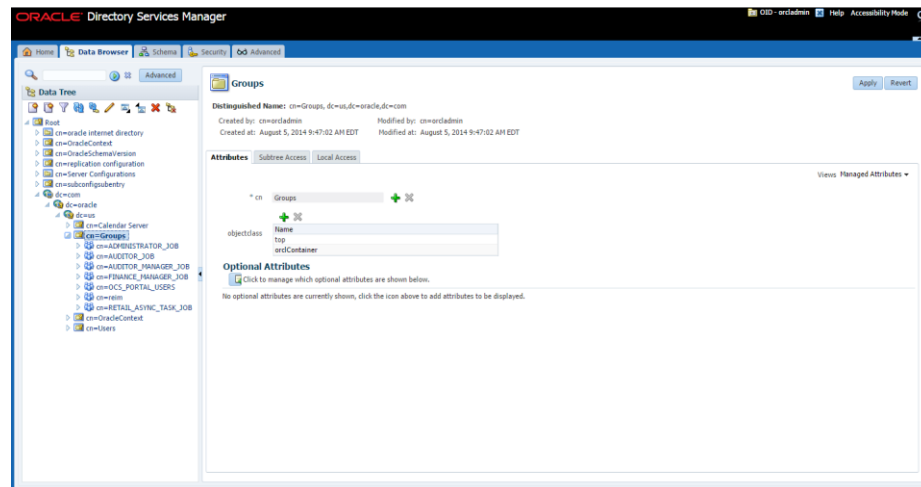 ORACLE Directory Services Manager
OID - orcladmin Help Accessibility Mode
Home Data Browser Schema Security Advanced
Advanced
Data Tree
Root
cn=oracle internet directory
cn=OracleContext
cn=OracleSchemaVersion
cn=replication configuration
cn=Server Configurations
cn=subconfigsubentry
dc=com
dc=oracle
dc=us
cn=Calendar Server
cn=Groups
cn=ADMINISTRATOR_JOB
cn=AUDITOR_JOB
cn=AUDITOR_MANAGER_JOB
cn=FINANCE_MANAGER_JOB
cn=OCS_PORTAL_USERS
cn=reim
cn=RETAIL_ASYNC_TASK_JOB
cn=OracleContext
cn=Users
Groups
Apply Revert
Distinguished Name: cn=Groups, dc=us,dc=oracle,dc=com
Created by: cn=orcladmin Modified by: cn=orcladmin
Created at: August 5, 2014 9:47:02 AM EDT Modified at: August 5, 2014 9:47:02 AM EDT
Attributes Subtree Access Local Access
Views Managed Attributes
* cn Groups
Name
objectclass top
orclContainer
Optional Attributes
Click to manage which optional attributes are shown below.
No optional attributes are currently shown, click the icon above to add attributes to be displayed.